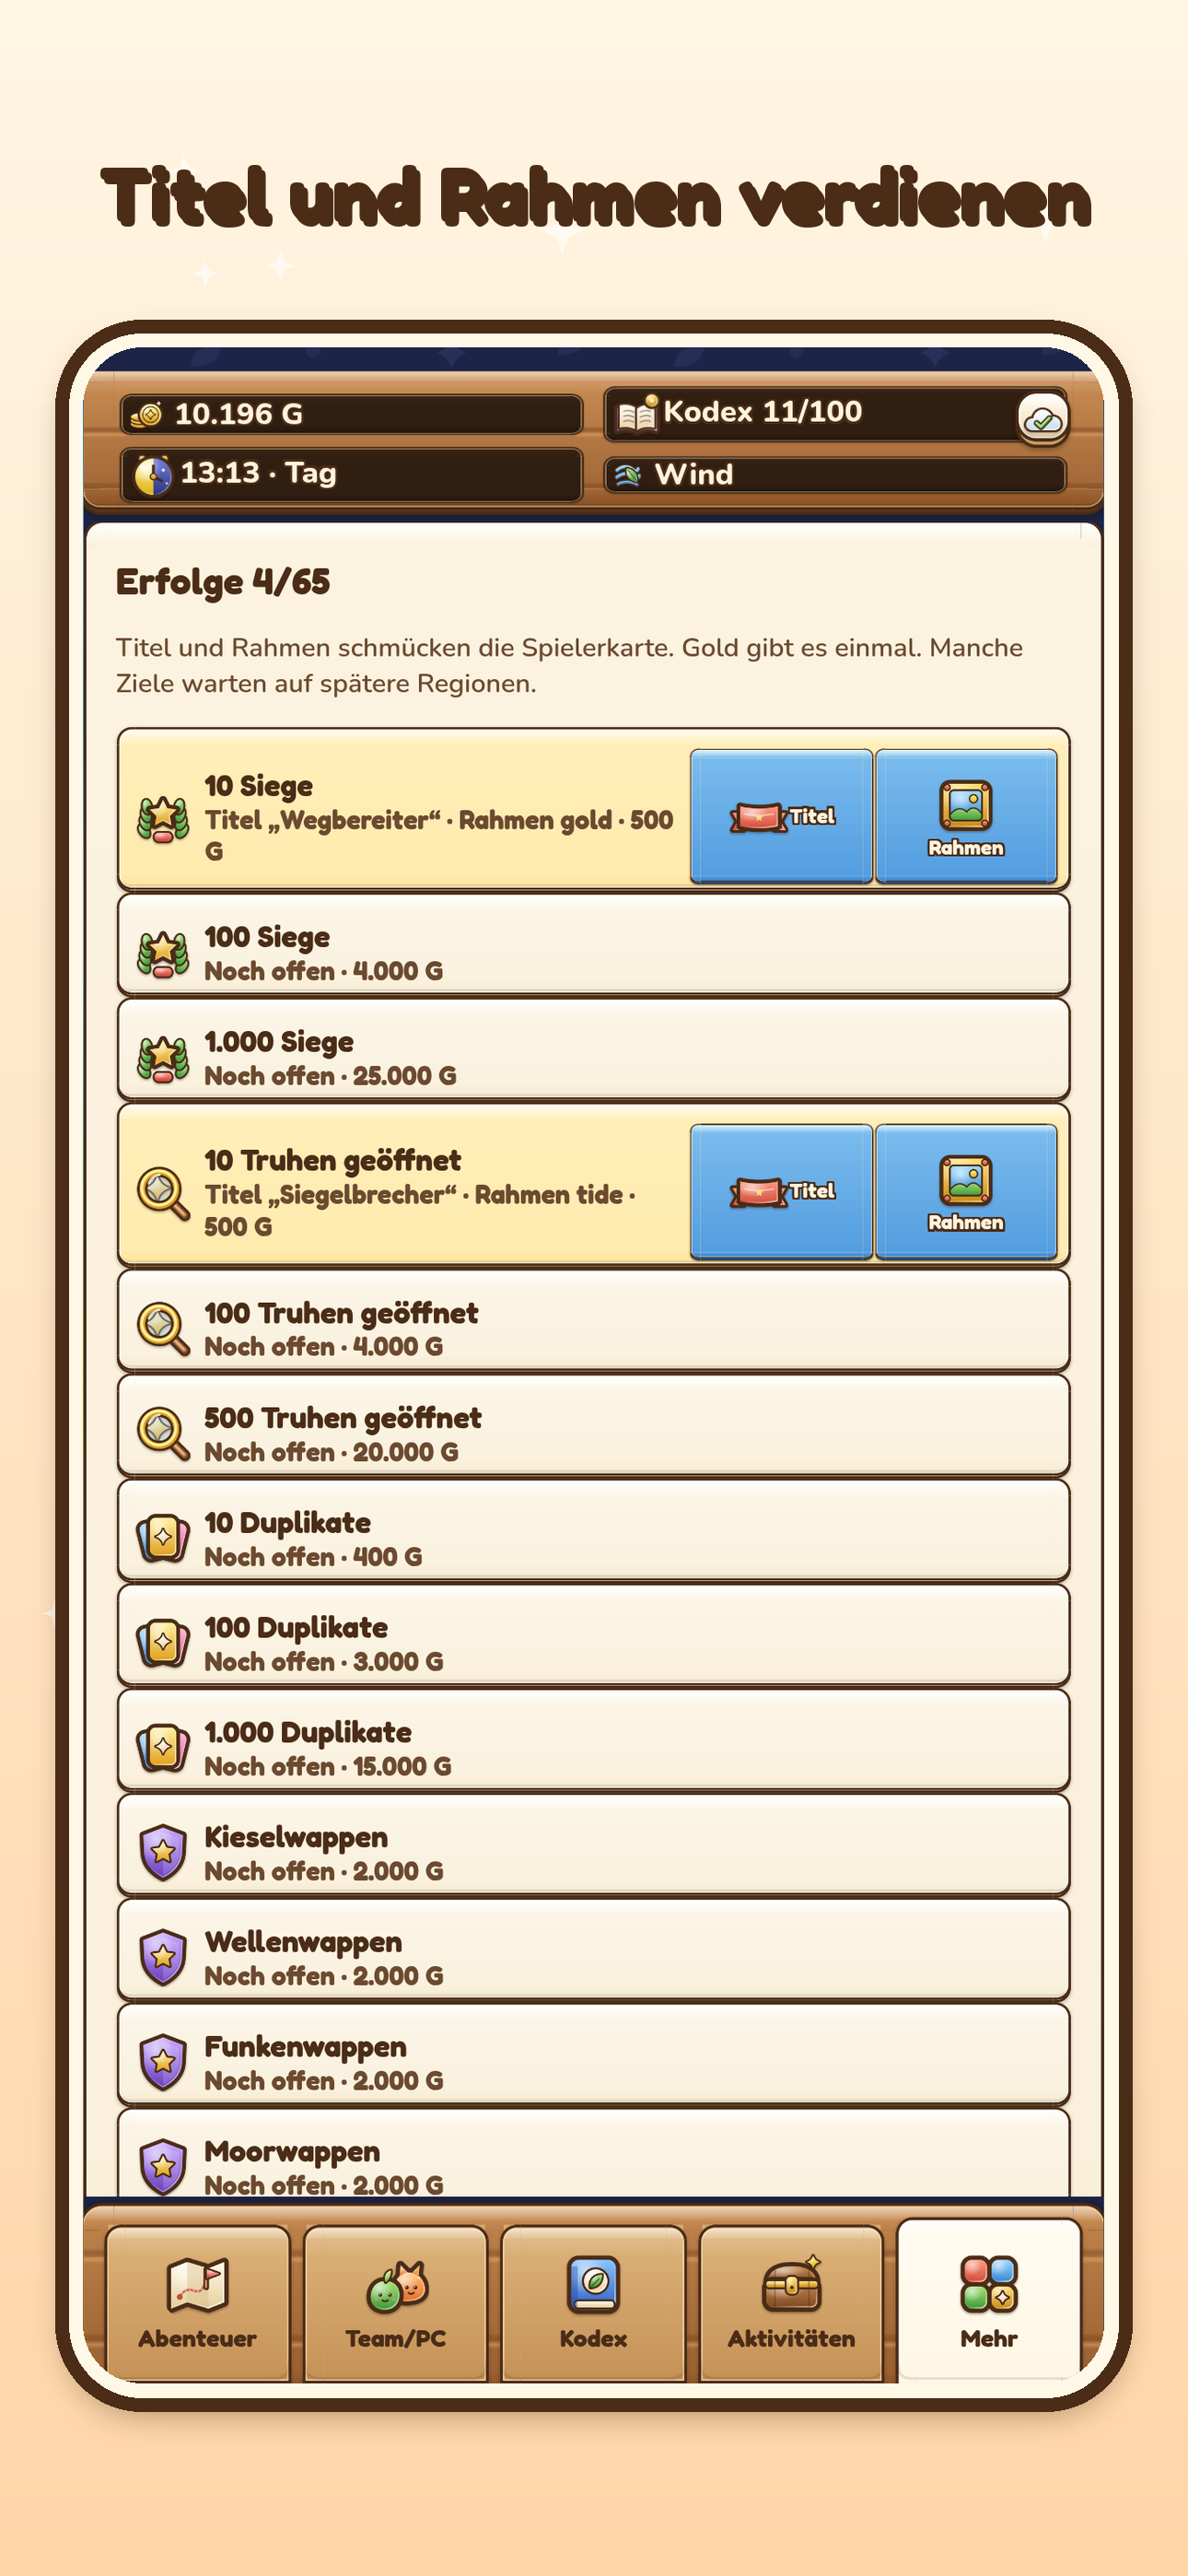 Titel und Rahmen verdienen
10.196 G
Kodex 11/100
13:13 · Tag
Wind
Erfolge 4/65
Titel und Rahmen schmücken die Spielerkarte. Gold gibt es einmal. Manche
Ziele warten auf spätere Regionen.
10 Siege
Titel „Wegbereiter“ · Rahmen gold · 500
G
Titel
Rahmen
100 Siege
Noch offen · 4.000 G
1.000 Siege
Noch offen · 25.000 G
10 Truhen geöffnet
Titel „Siegelbrecher“ · Rahmen tide ·
500 G
Titel
Rahmen
100 Truhen geöffnet
Noch offen · 4.000 G
500 Truhen geöffnet
Noch offen · 20.000 G
10 Duplikate
Noch offen · 400 G
100 Duplikate
Noch offen · 3.000 G
1.000 Duplikate
Noch offen · 15.000 G
Kieselwappen
Noch offen · 2.000 G
Wellenwappen
Noch offen · 2.000 G
Funkenwappen
Noch offen · 2.000 G
Moorwappen
Noch offen · 2.000 G
Abenteuer
Team/PC
Kodex
Aktivitäten
Mehr